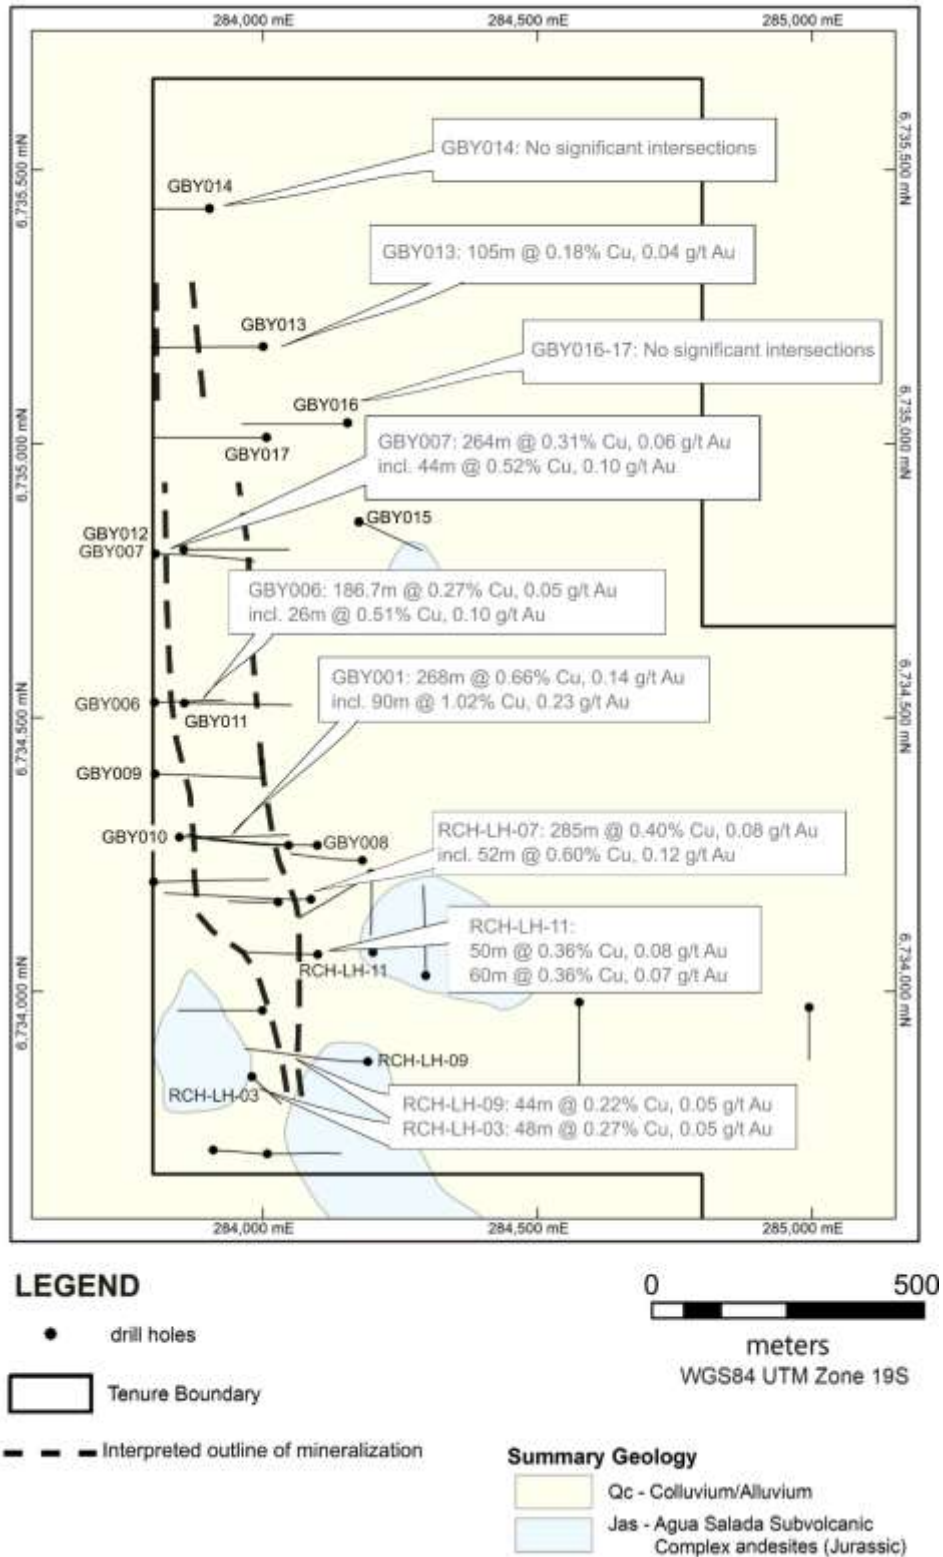 284,000 mE
284,500 mE
285,000 mE
6,735,500 mN
6,735,500 mN
GBY014: No significant intersections
GBY014
GBY013: 105m @ 0.18% Cu, 0.04 g/t Au
GBY013
GBY016-17: No significant intersections
GBY016
6,735,000 mN
6,735,000 mN
GBY017
GBY007: 264m @ 0.31% Cu, 0.06 g/t Au
incl. 44m @ 0.52% Cu, 0.10 g/t Au
GBY015
GBY012
GBY007
GBY006: 186.7m @ 0.27% Cu, 0.05 g/t Au
incl. 26m @ 0.51% Cu, 0.10 g/t Au
GBY001: 268m @ 0.66% Cu, 0.14 g/t Au
incl. 90m @ 1.02% Cu, 0.23 g/t Au
6,734,500 mN
6,734,500 mN
GBY006
GBY011
GBY009
GBY010
GBY008
RCH-LH-07: 285m @ 0.40% Cu, 0.08 g/t Au
incl. 52m @ 0.60% Cu, 0.12 g/t Au
RCH-LH-11:
50m @ 0.36% Cu, 0.08 g/t Au
60m @ 0.36% Cu, 0.07 g/t Au
RCH-LH-11
6,734,000 mN
6,734,000 mN
RCH-LH-09
RCH-LH-03
RCH-LH-09: 44m @ 0.22% Cu, 0.05 g/t Au
RCH-LH-03: 48m @ 0.27% Cu, 0.05 g/t Au
284,000 mE
284,500 mE
285,000 mE
LEGEND
drill holes
Tenure Boundary
Interpreted outline of mineralization
0 500
meters
WGS84 UTM Zone 19S
Summary Geology
Qc - Colluvium/Alluvium
Jas - Agua Salada Subvolcanic
Complex andesites (Jurassic)